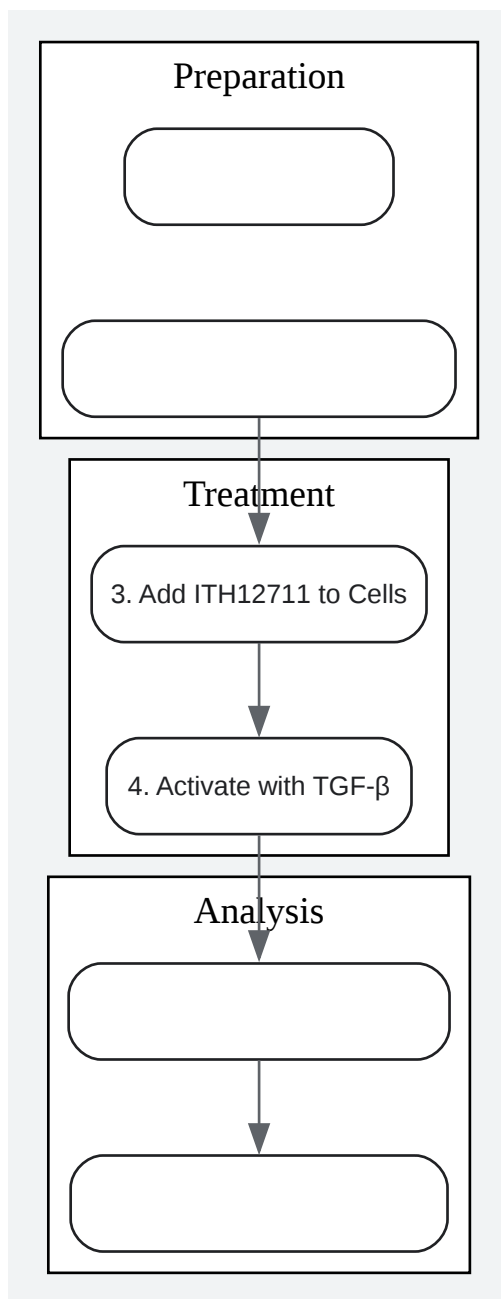 Preparation
Treatment
3. Add ITH12711 to Cells
4. Activate with TGF-β
Analysis